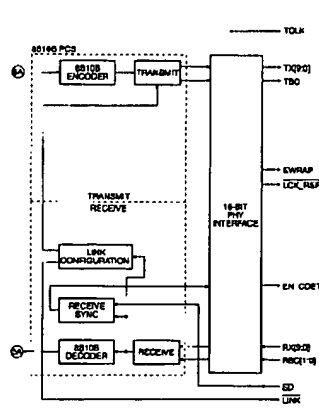 TCLK
8B10B PCS
TX[9:0]
8A
8B10B
ENCODER
TRANSMIT
TBC
EWRAP
LCK_REF
TRANSMIT
RECEIVE
16-BIT
PHY
INTERFACE
LINK
CONFIGURATION
EN_CDET
RECEIVE
SYNC
RX[9:0]
8B10B
DECODER
RECEIVE
RBC[1:0]
SD
LINK